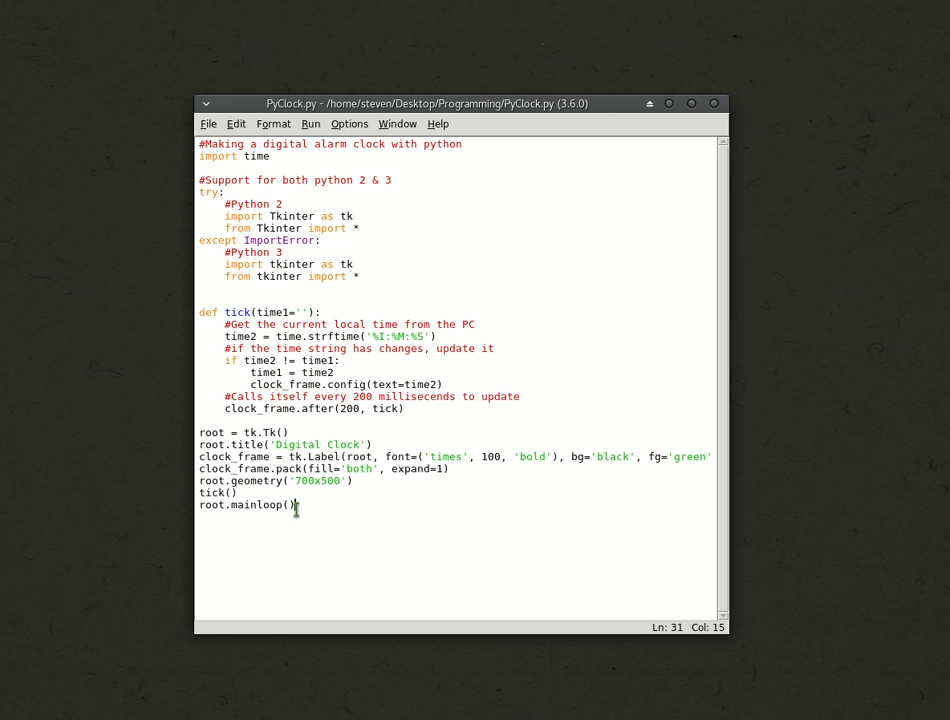 PyClock.py - /home/steven/Desktop/Programming/PyClock.py (3.6.0)
File Edit Format Run Options Window Help
#Making a digital alarm clock with python
import time
#Support for both python 2 & 3
try:
    #Python 2
    import Tkinter as tk
    from Tkinter import *
except ImportError:
    #Python 3
    import tkinter as tk
    from tkinter import *
def tick(time1=''):
    #Get the current local time from the PC
    time2 = time.strftime('%I:%M:%S')
    #if the time string has changes, update it
    if time2 != time1:
        time1 = time2
        clock_frame.config(text=time2)
    #Calls itself every 200 millisecends to update
    clock_frame.after(200, tick)
root = tk.Tk()
root.title('Digital Clock')
clock_frame = tk.Label(root, font=('times', 100, 'bold'), bg='black', fg='green'
clock_frame.pack(fill='both', expand=1)
root.geometry('700x500')
tick()
root.mainloop()
Ln: 31 Col: 15